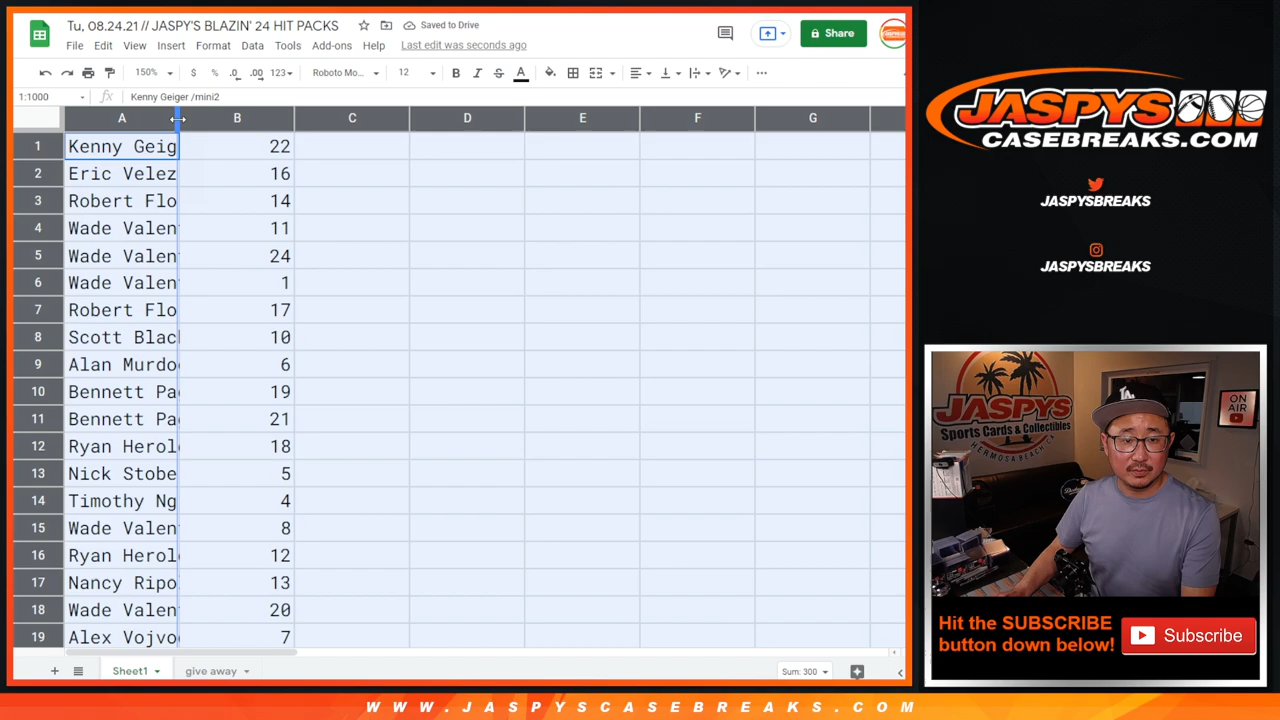 Tu, 08.24.21 // JASPY'S BLAZIN' 24 HIT PACKS
Saved to Drive
File Edit View Insert Format Data Tools Add-ons Help Last edit was seconds ago
Share
150% $ % .0 .00 123 Roboto Mo... 12 B I S A
1:1000 fx Kenny Geiger /mini2
A B C D E F G
1 Kenny Geig 22
2 Eric Velez 16
3 Robert Flo 14
4 Wade Valen 11
5 Wade Valen 24
6 Wade Valen 1
7 Robert Flo 17
8 Scott Blac 10
9 Alan Murdo 6
10 Bennett Pa 19
11 Bennett Pa 21
12 Ryan Herol 18
13 Nick Stobe 5
14 Timothy Ng 4
15 Wade Valen 8
16 Ryan Herol 12
17 Nancy Ripo 13
18 Wade Valen 20
19 Alex Vojvo 7
Sheet1 give away Sum: 300
JASPYS
CASEBREAKS.COM
JASPYSBREAKS
JASPYSBREAKS
JASPYS
Sports Cards & Collectibles
HERMOSA BEACH, CA
ON AIR
LA
Hit the SUBSCRIBE
button down below!
Subscribe
WWW.JASPYSCASEBREAKS.COM